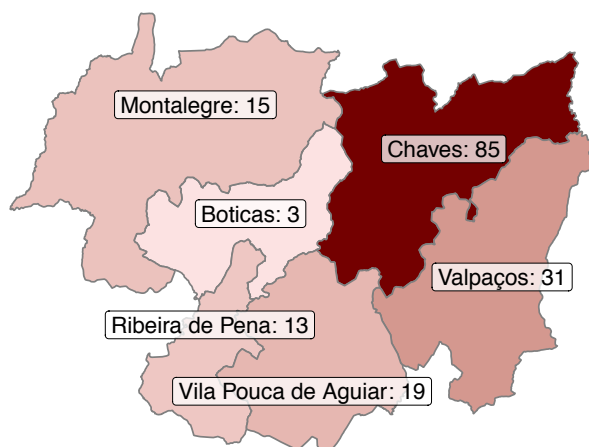 Montalegre: 15
Chaves: 85
Boticas: 3
Valpaços: 31
Ribeira de Pena: 13
Vila Pouca de Aguiar: 19